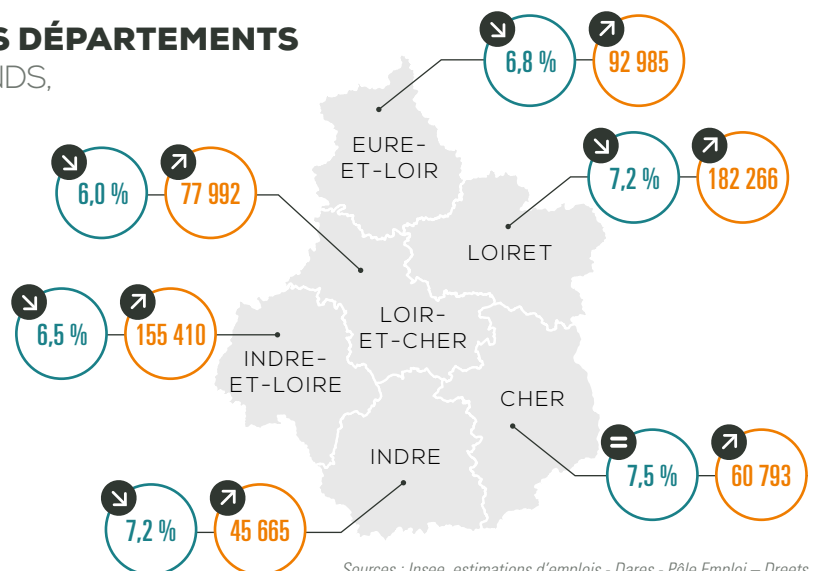 S DÉPARTEMENTS
NDS,
6,8 %
92 985
EURE-
ET-LOIR
6,0 %
77 992
7,2 %
182 266
LOIRET
6,5 %
155 410
LOIR-
ET-CHER
INDRE-
ET-LOIRE
CHER
INDRE
=
7,5 %
60 793
7,2 %
45 665
Sources : Insee, estimations d'emplois - Dares - Pôle Emploi – Dreets